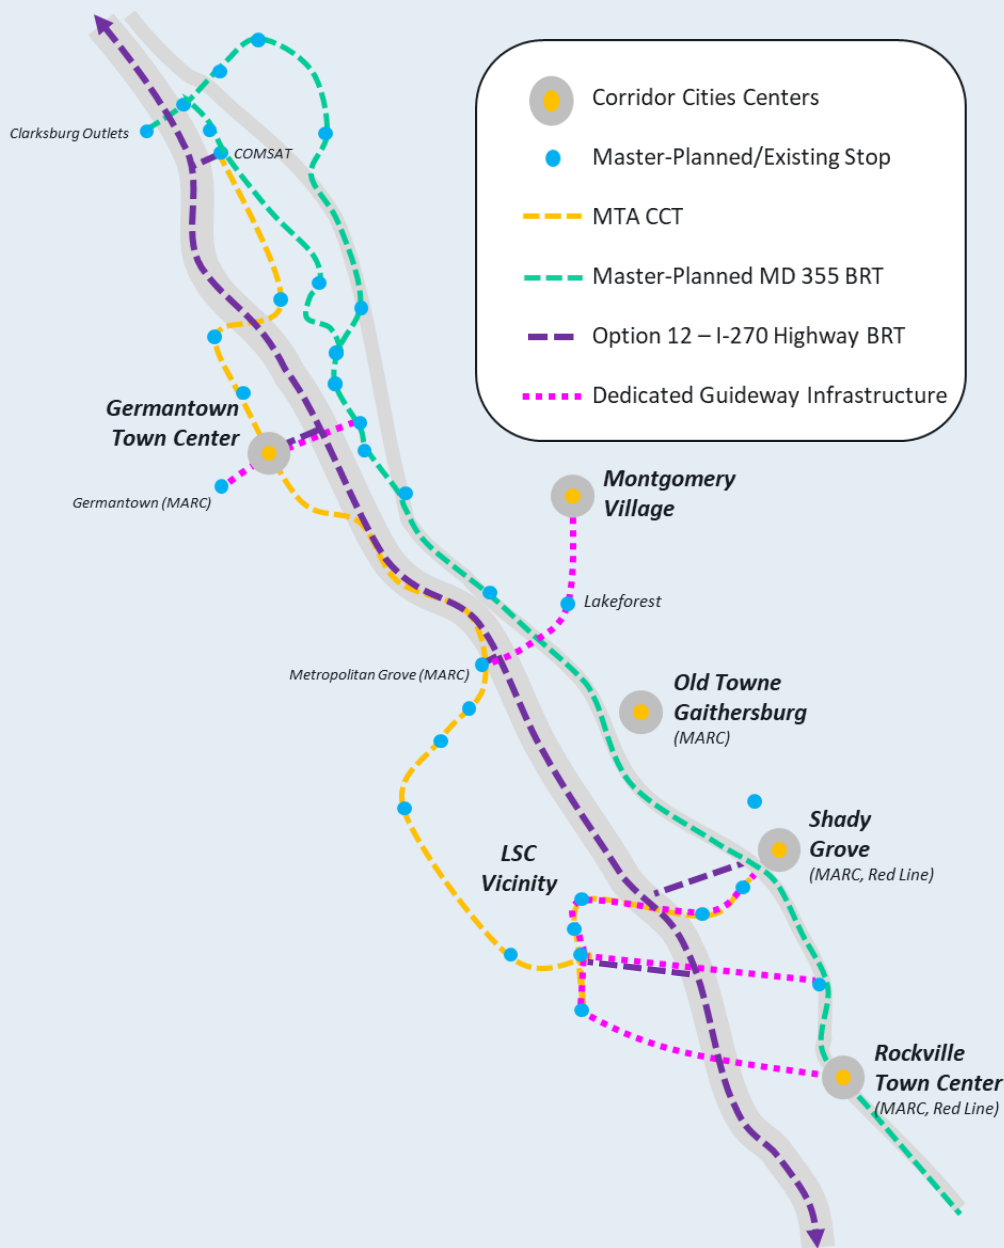 Corridor Cities Centers
Master-Planned/Existing Stop
MTA CCT
Master-Planned MD 355 BRT
Option 12 – I-270 Highway BRT
Dedicated Guideway Infrastructure
Clarksburg Outlets
COMSAT
Germantown
Town Center
Germantown (MARC)
Montgomery
Village
Lakeforest
Metropolitan Grove (MARC)
Old Towne
Gaithersburg
(MARC)
Shady
Grove
(MARC, Red Line)
LSC
Vicinity
Rockville
Town Center
(MARC, Red Line)